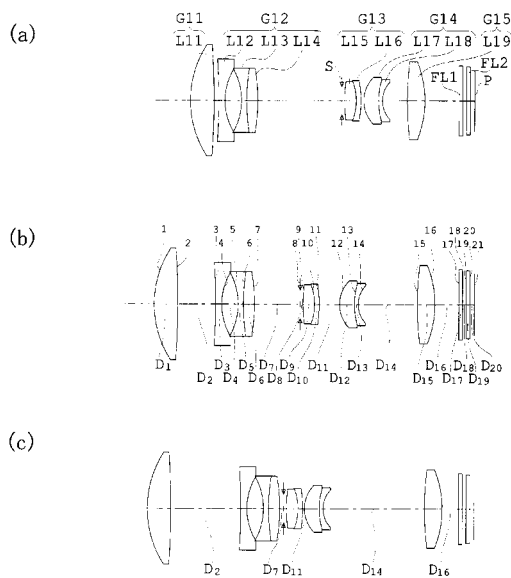 (a)
G11 G12 G13 G14 G15
L11 L12 L13 L14 L15 L16 L17 L18 L19
S FL1 FL2 P
(b)
1 2 3 4 5 6 7 8 9 10 11 12 13 14 15 16 17 18 19 20 21
D1 D2 D3 D4 D5 D6 D7 D8 D9 D10 D11 D12 D13 D14 D15 D16 D17 D18 D19 D20
(c)
D2 D7 D11 D14 D16